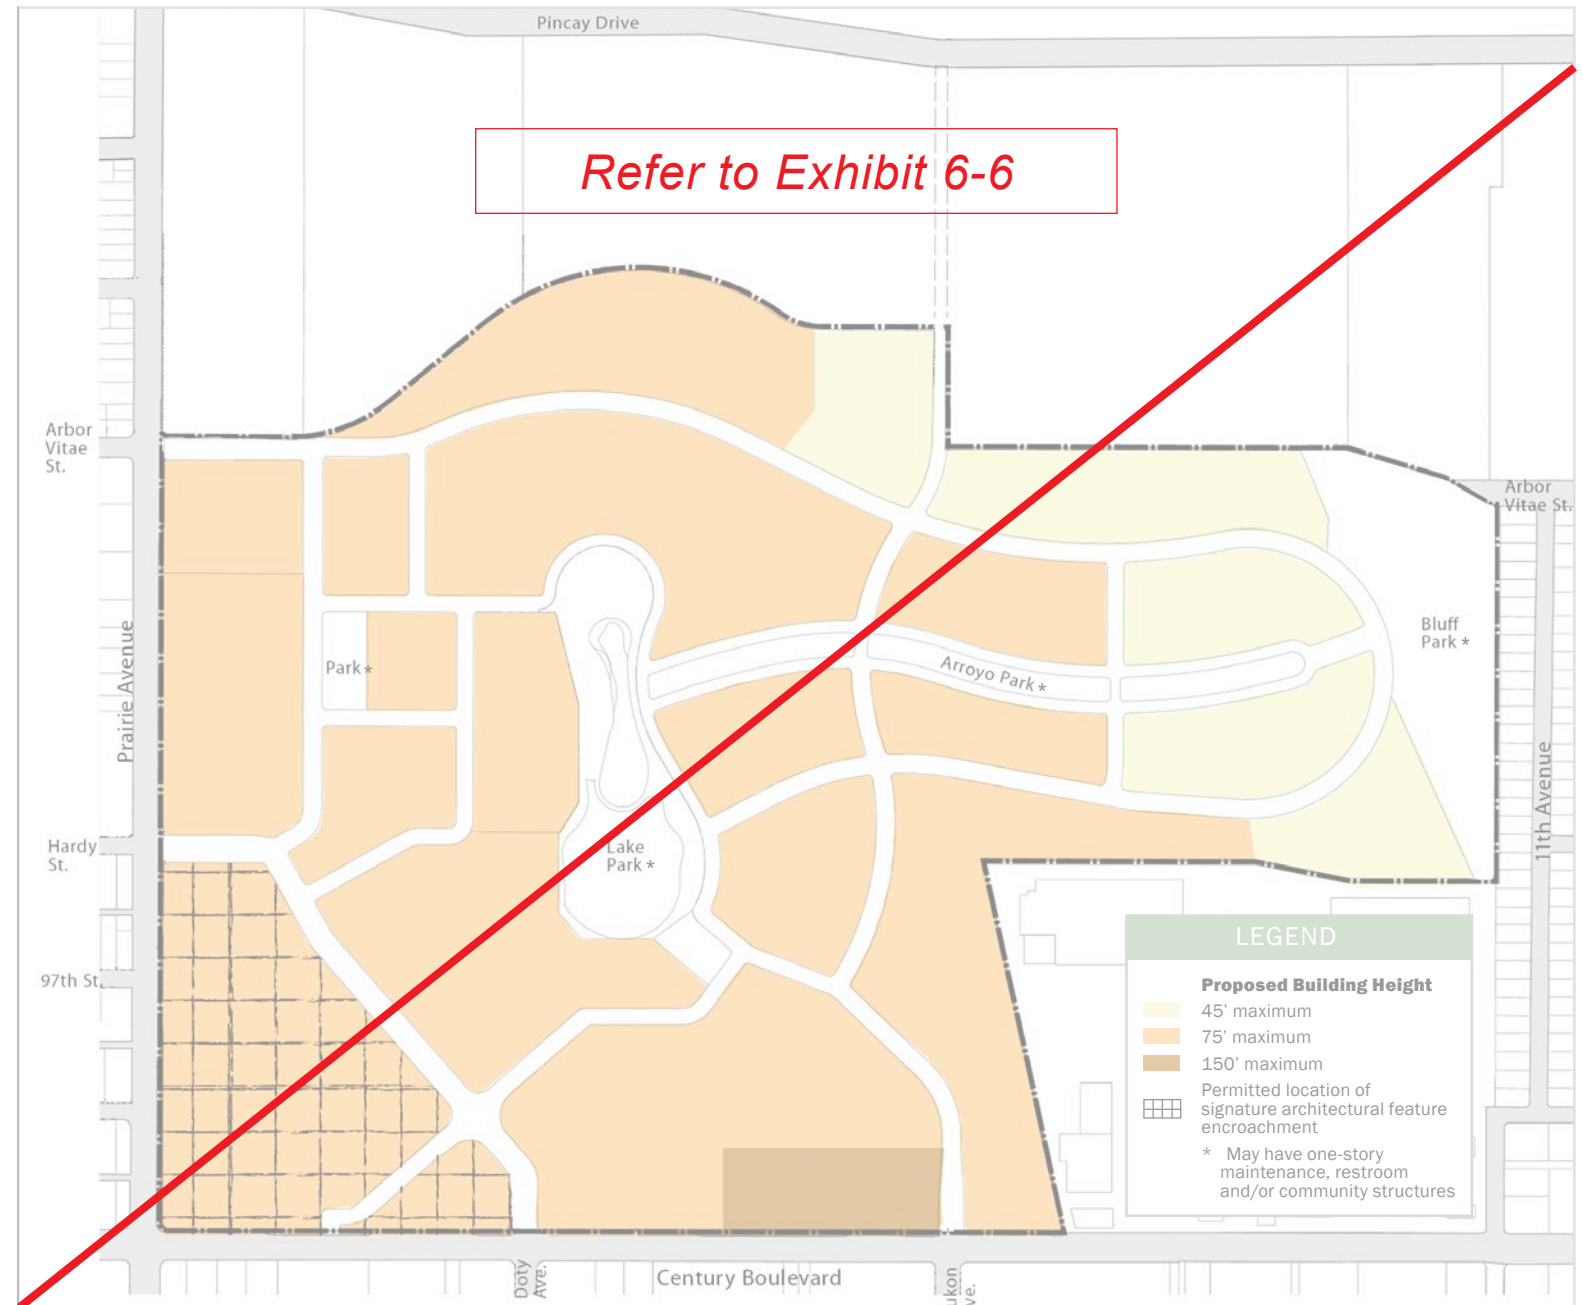 Pincay Drive
Refer to Exhibit 6-6
Arbor
Vitae
St.
Arbor
Vitae St.
Prairie Avenue
Park *
Arroyo Park *
Bluff
Park *
Hardy
St.
Lake
Park *
11th Avenue
97th St.
LEGEND
Proposed Building Height
45' maximum
75' maximum
150' maximum
Permitted location of
signature architectural feature
encroachment
* May have one-story
maintenance, restroom
and/or community structures
Doty
Ave.
Century Boulevard
ukon
ve.